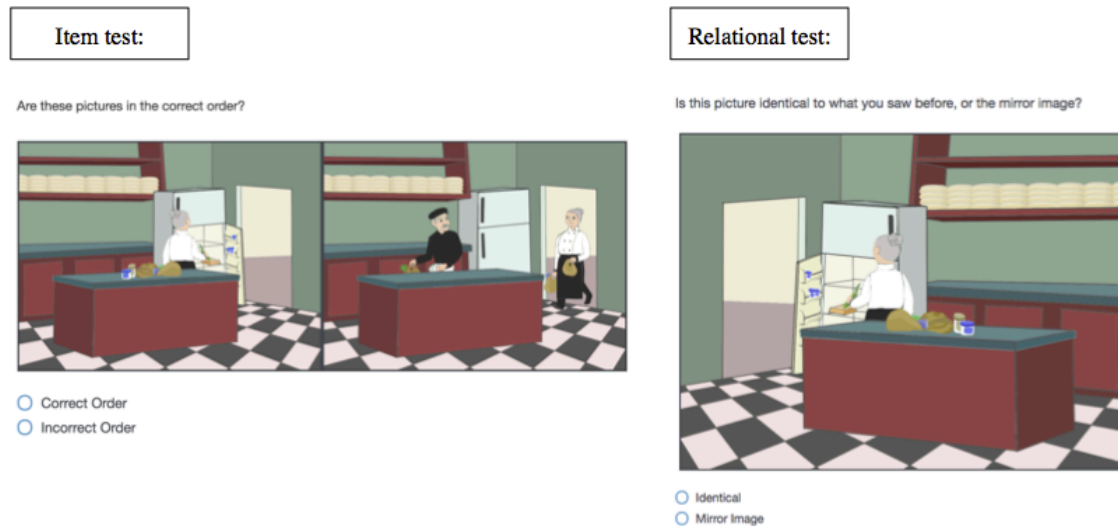 Item test:
Are these pictures in the correct order?
Correct Order
Incorrect Order
Relational test:
Is this picture identical to what you saw before, or the mirror image?
Identical
Mirror Image